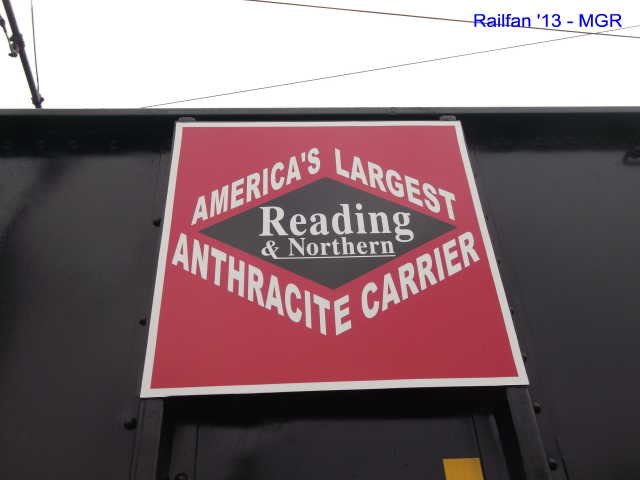 Railfan '13 - MGR
AMERICA'S LARGEST
Reading
& Northern
ANTHRACITE CARRIER